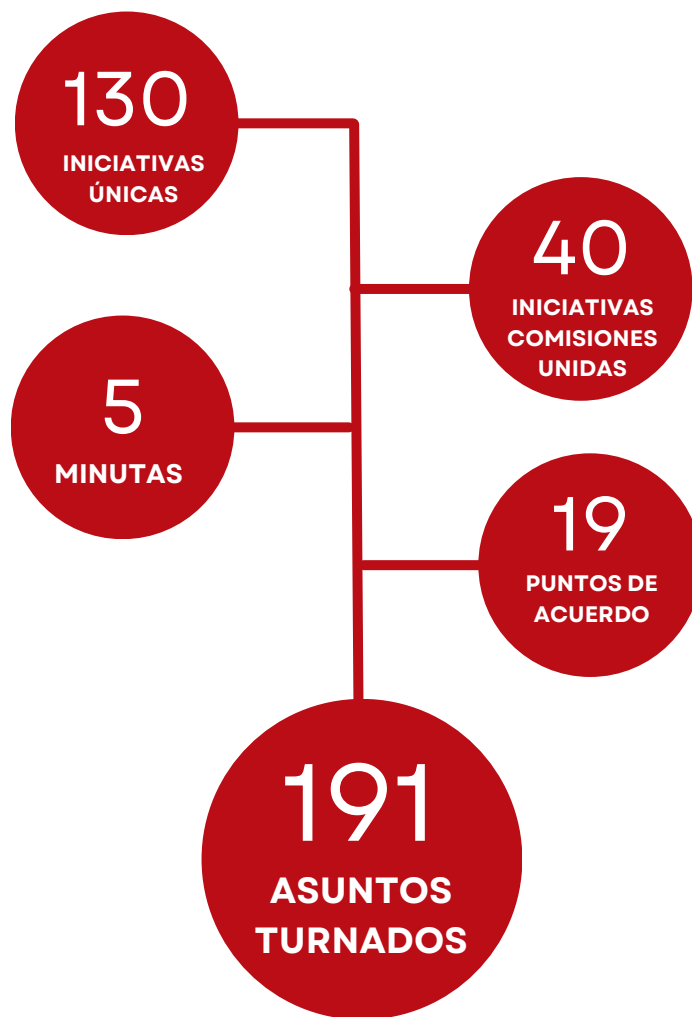 130
INICIATIVAS
ÚNICAS
40
INICIATIVAS
COMISIONES
UNIDAS
5
MINUTAS
19
PUNTOS DE
ACUERDO
191
ASUNTOS
TURNADOS